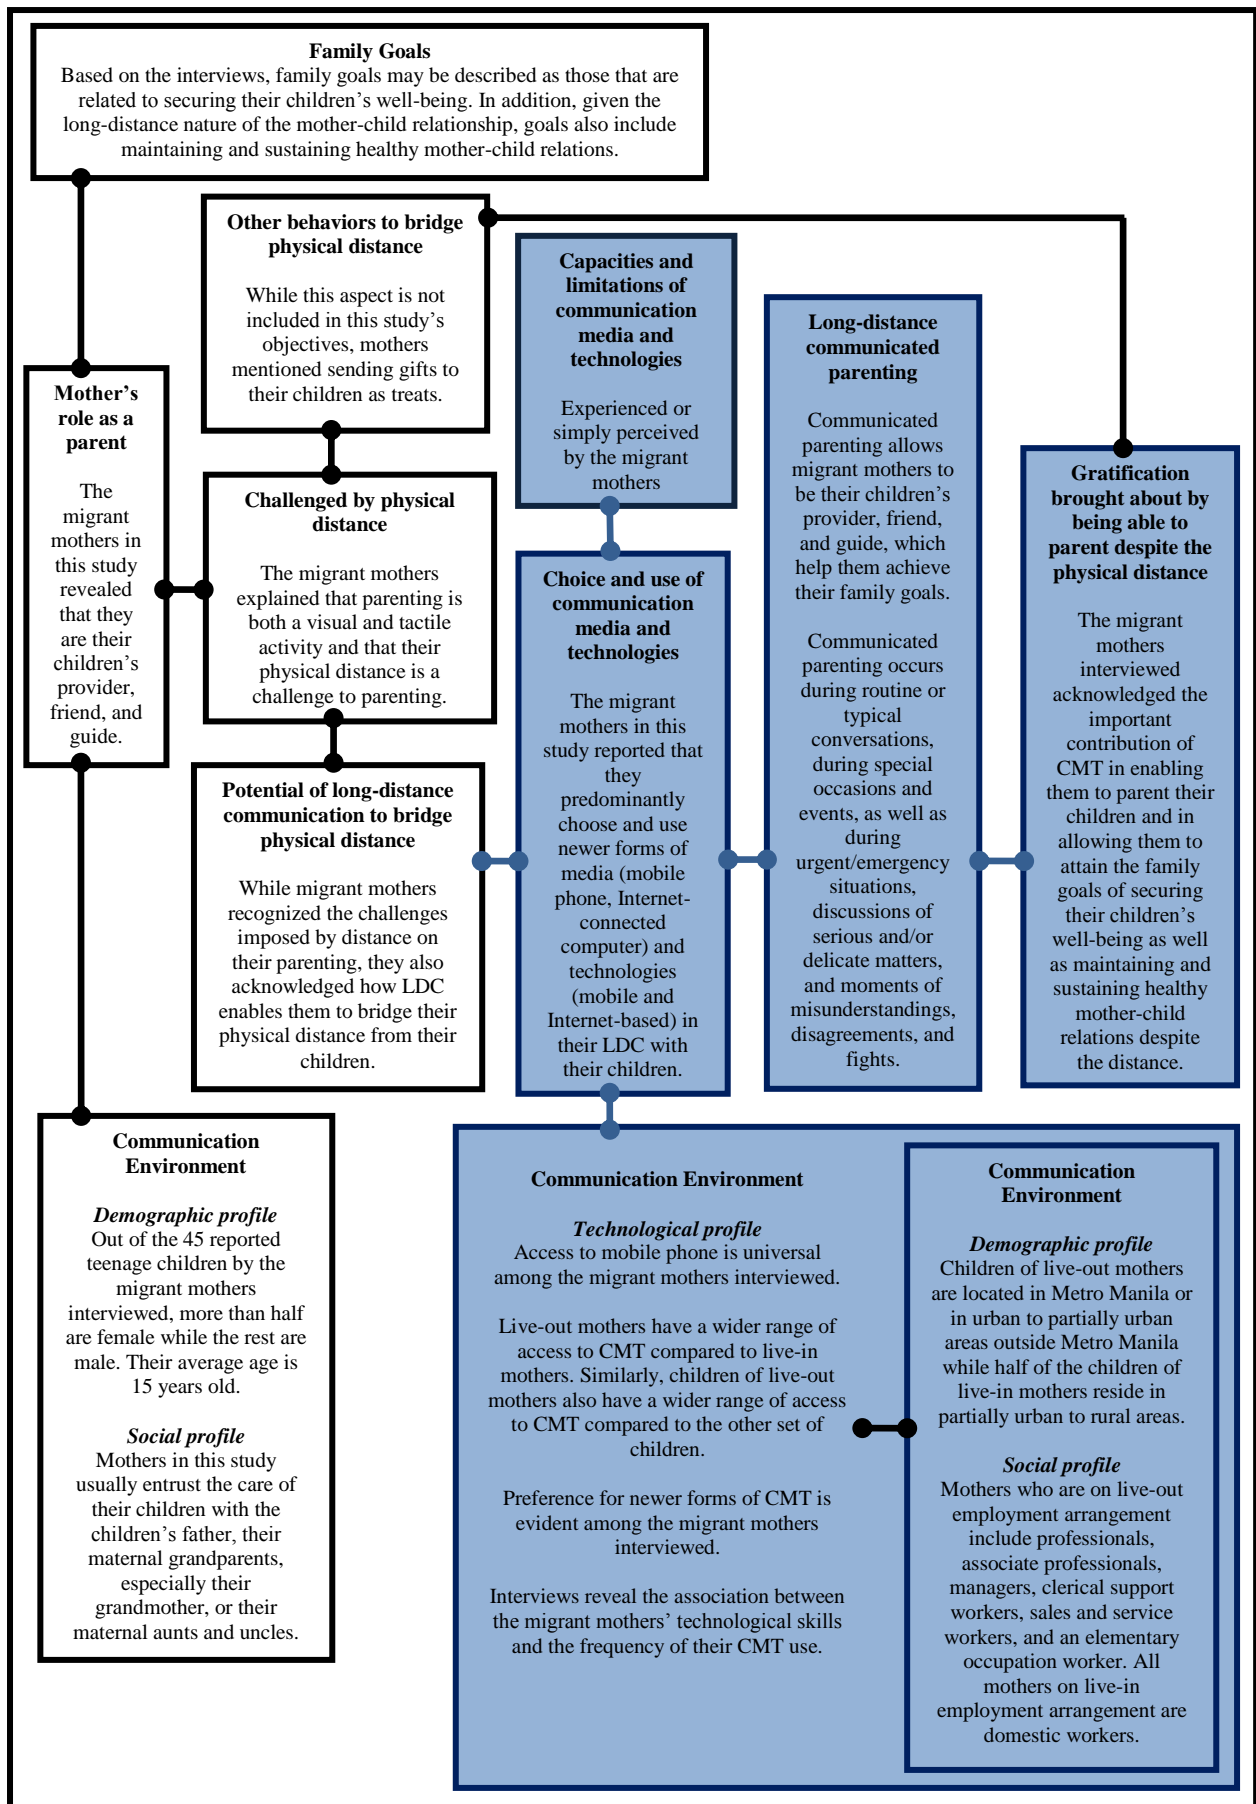 Family Goals
Based on the interviews, family goals may be described as those that are
related to securing their children's well-being. In addition, given the
long-distance nature of the mother-child relationship, goals also include
maintaining and sustaining healthy mother-child relations.
Other behaviors to bridge
physical distance
While this aspect is not
included in this study's
objectives, mothers
mentioned sending gifts to
their children as treats.
Mother's
role as a
parent
The
migrant
mothers in
this study
revealed
that they
are their
children's
provider,
friend, and
guide.
Challenged by physical
distance
The migrant mothers
explained that parenting is
both a visual and tactile
activity and that their
physical distance is a
challenge to parenting.
Potential of long-distance
communication to bridge
physical distance
While migrant mothers
recognized the challenges
imposed by distance on
their parenting, they also
acknowledged how LDC
enables them to bridge their
physical distance from their
children.
Capacities and
limitations of
communication
media and
technologies
Experienced or
simply perceived
by the migrant
mothers
Choice and use of
communication
media and
technologies
The migrant
mothers in this
study reported that
they
predominantly
choose and use
newer forms of
media (mobile
phone, Internet-
connected
computer) and
technologies
(mobile and
Internet-based) in
their LDC with
their children.
Long-distance
communicated
parenting
Communicated
parenting allows
migrant mothers to
be their children's
provider, friend,
and guide, which
help them achieve
their family goals.
Communicated
parenting occurs
during routine or
typical
conversations,
during special
occasions and
events, as well as
during
urgent/emergency
situations,
discussions of
serious and/or
delicate matters,
and moments of
misunderstandings,
disagreements, and
fights.
Gratification
brought about by
being able to
parent despite the
physical distance
The migrant
mothers
interviewed
acknowledged the
important
contribution of
CMT in enabling
them to parent their
children and in
allowing them to
attain the family
goals of securing
their children's
well-being as well
as maintaining and
sustaining healthy
mother-child
relations despite
the distance.
Communication
Environment
Demographic profile
Out of the 45 reported
teenage children by the
migrant mothers
interviewed, more than half
are female while the rest are
male. Their average age is
15 years old.
Social profile
Mothers in this study
usually entrust the care of
their children with the
children's father, their
maternal grandparents,
especially their
grandmother, or their
maternal aunts and uncles.
Communication Environment
Technological profile
Access to mobile phone is universal
among the migrant mothers interviewed.
Live-out mothers have a wider range of
access to CMT compared to live-in
mothers. Similarly, children of live-out
mothers also have a wider range of access
to CMT compared to the other set of
children.
Preference for newer forms of CMT is
evident among the migrant mothers
interviewed.
Interviews reveal the association between
the migrant mothers' technological skills
and the frequency of their CMT use.
Communication
Environment
Demographic profile
Children of live-out mothers
are located in Metro Manila or
in urban to partially urban
areas outside Metro Manila
while half of the children of
live-in mothers reside in
partially urban to rural areas.
Social profile
Mothers who are on live-out
employment arrangement
include professionals,
associate professionals,
managers, clerical support
workers, sales and service
workers, and an elementary
occupation worker. All
mothers on live-in
employment arrangement are
domestic workers.